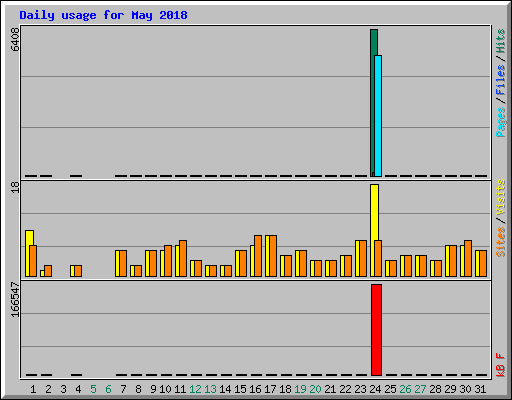 Daily usage for May 2018
6408
18
166547
Pages / Files / Hits
Sites / Visits
kB F
1 2 3 4 5 6 7 8 9 10 11 12 13 14 15 16 17 18 19 20 21 22 23 24 25 26 27 28 29 30 31